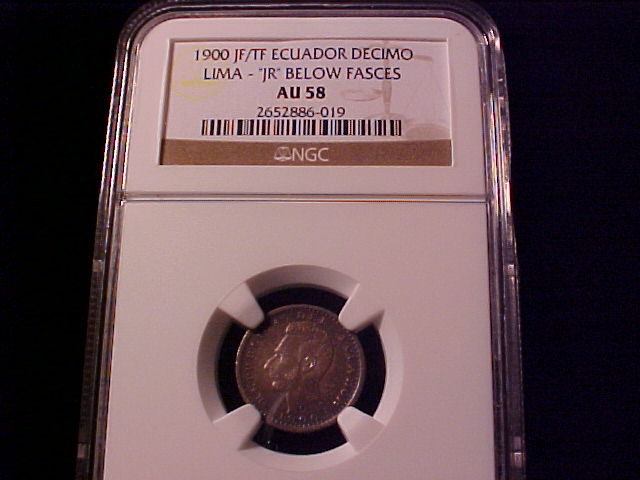 1900 JF/TF ECUADOR DECIMO
LIMA - "JR" BELOW FASCES
AU 58
2652886-019
NGC